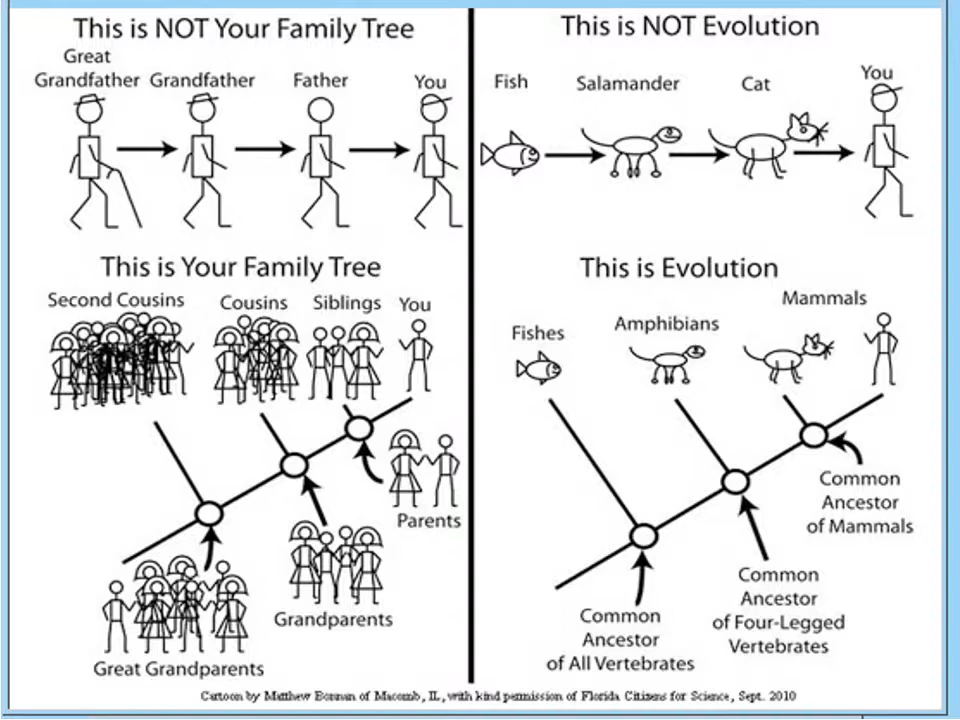 This is NOT Your Family Tree
Great
Grandfather
Grandfather
Father
You
This is Your Family Tree
Second Cousins
Cousins
Siblings
You
Parents
Grandparents
Great Grandparents
This is NOT Evolution
Fish
Salamander
Cat
You
This is Evolution
Fishes
Amphibians
Mammals
Common
Ancestor
of Mammals
Common
Ancestor
of Four-Legged
Vertebrates
Common
Ancestor
of All Vertebrates
Cartoon by Matthew Bonnan of Macomb, IL, with kind permission of Florida Citizens for Science, Sept. 2010